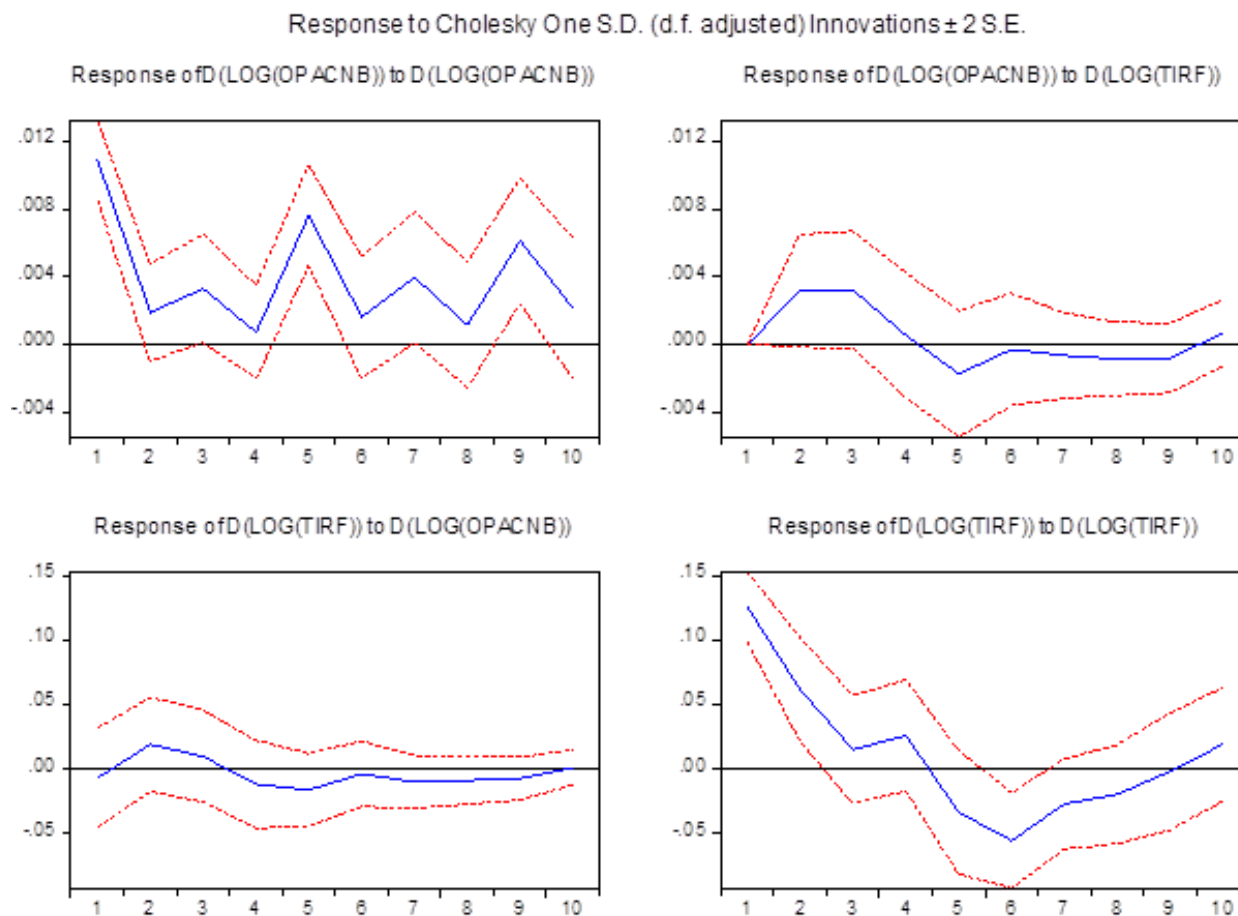 Response to Cholesky One S.D. (d.f. adjusted) Innovations ± 2 S.E.
Response of D(LOG(OPACNB)) to D(LOG(OPACNB))
.012
.008
.004
.000
-.004
1 2 3 4 5 6 7 8 9 10
Response of D(LOG(OPACNB)) to D(LOG(TIRF))
.012
.008
.004
.000
-.004
1 2 3 4 5 6 7 8 9 10
Response of D(LOG(TIRF)) to D(LOG(OPACNB))
.15
.10
.05
.00
-.05
1 2 3 4 5 6 7 8 9 10
Response of D(LOG(TIRF)) to D(LOG(TIRF))
.15
.10
.05
.00
-.05
1 2 3 4 5 6 7 8 9 10